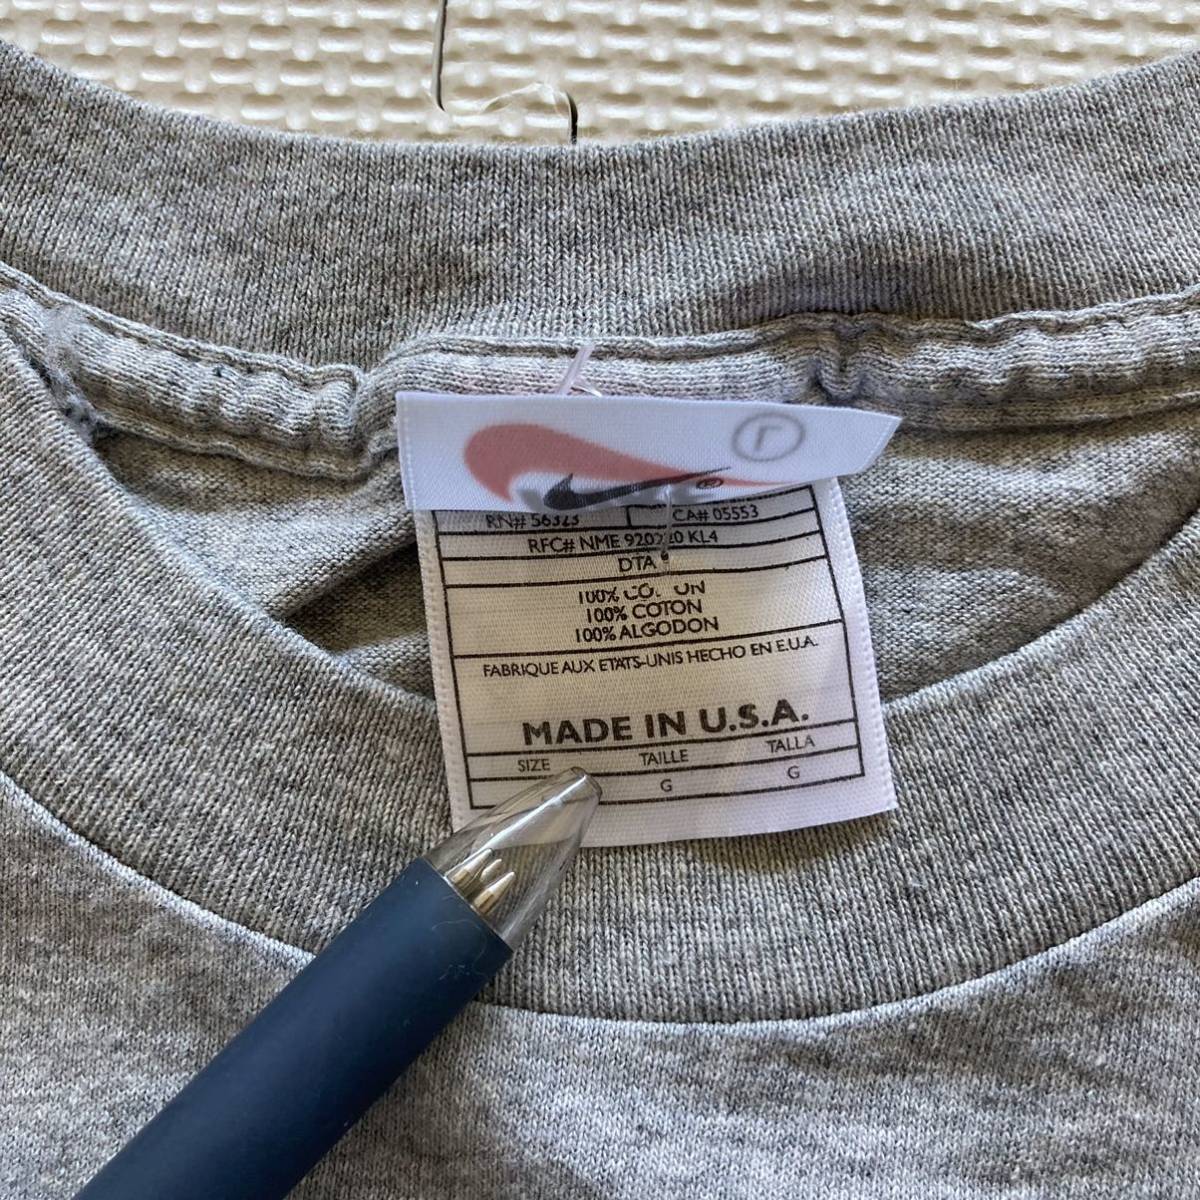 RN# 56323 CA# 05553
RFC# NME 920220 KL4
DTA
100% COTTON
100% COTON
100% ALGODON
FABRIQUE AUX ETATS-UNIS HECHO EN E.U.A.
MADE IN U.S.A.
SIZE TAILLE TALLA
G G